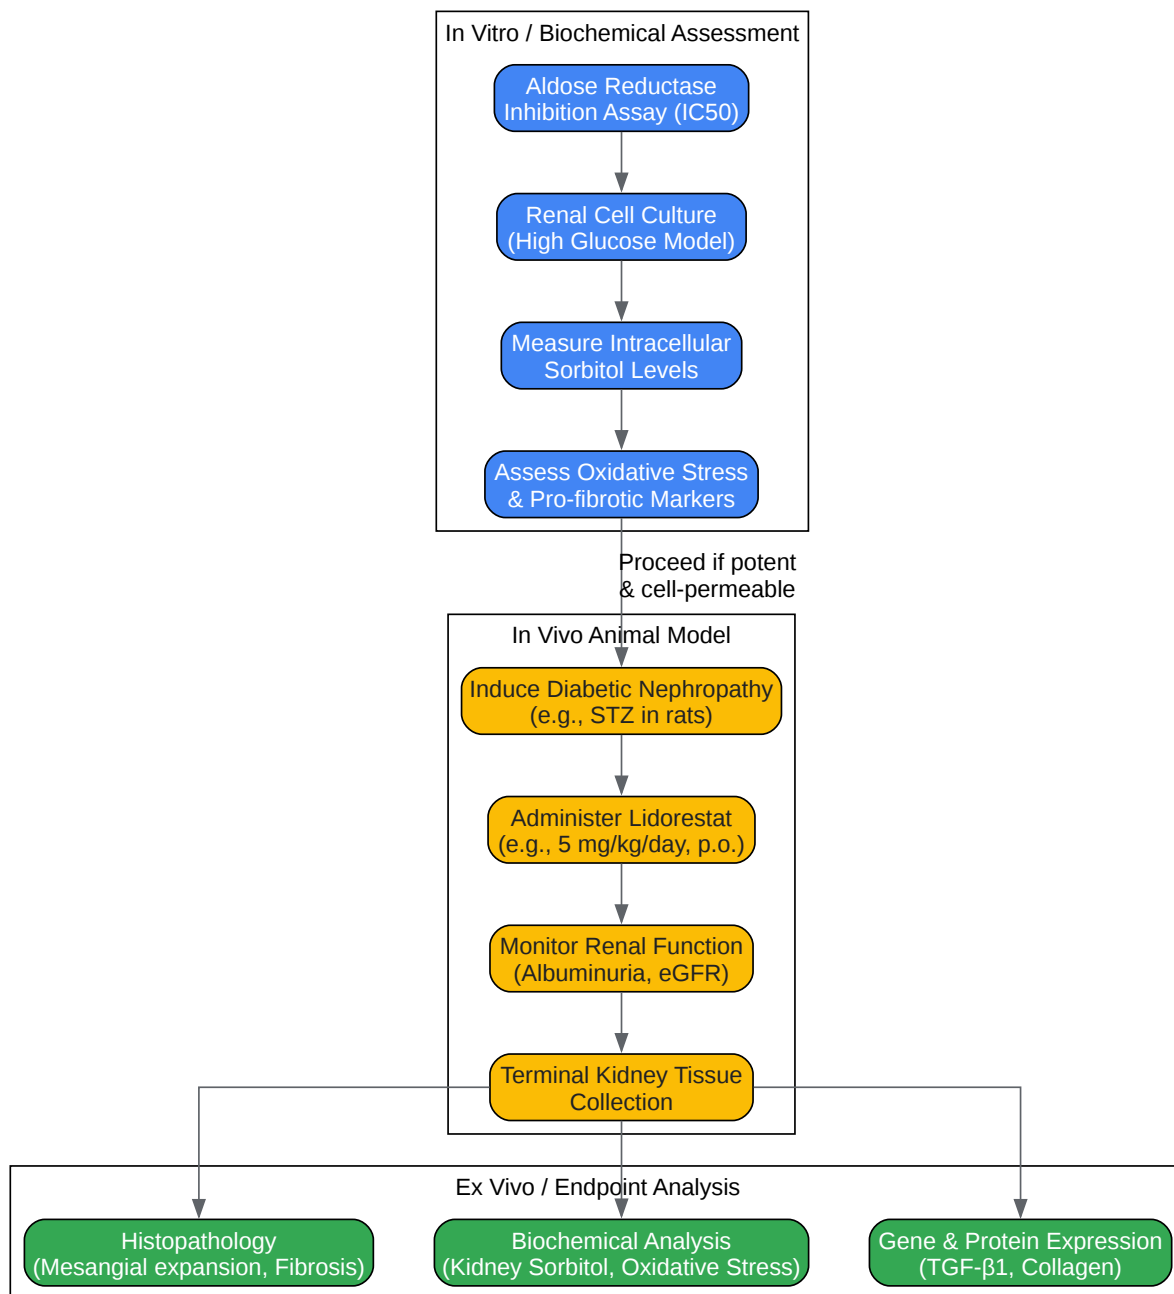 In Vitro / Biochemical Assessment
Aldose Reductase
Inhibition Assay (IC50)
Renal Cell Culture
(High Glucose Model)
Measure Intracellular
Sorbitol Levels
Assess Oxidative Stress
& Pro-fibrotic Markers
Proceed if potent
& cell-permeable
In Vivo Animal Model
Induce Diabetic Nephropathy
(e.g., STZ in rats)
Administer Lidorestat
(e.g., 5 mg/kg/day, p.o.)
Monitor Renal Function
(Albuminuria, eGFR)
Terminal Kidney Tissue
Collection
Ex Vivo / Endpoint Analysis
Histopathology
(Mesangial expansion, Fibrosis)
Biochemical Analysis
(Kidney Sorbitol, Oxidative Stress)
Gene & Protein Expression
(TGF-β1, Collagen)